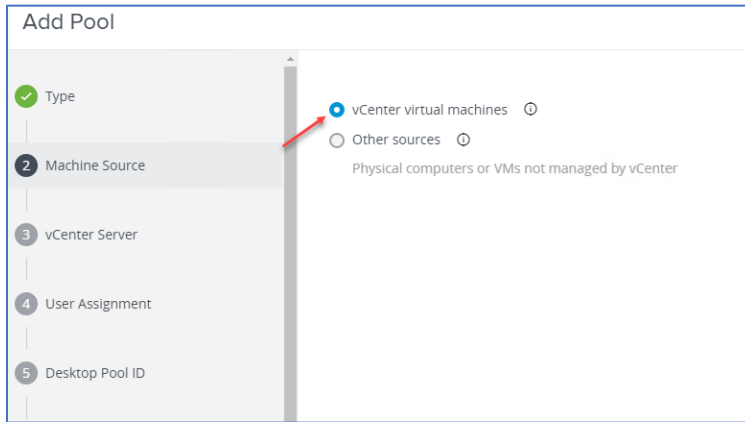 Add Pool
Type
2 Machine Source
3 vCenter Server
4 User Assignment
5 Desktop Pool ID
vCenter virtual machines
Other sources
Physical computers or VMs not managed by vCenter